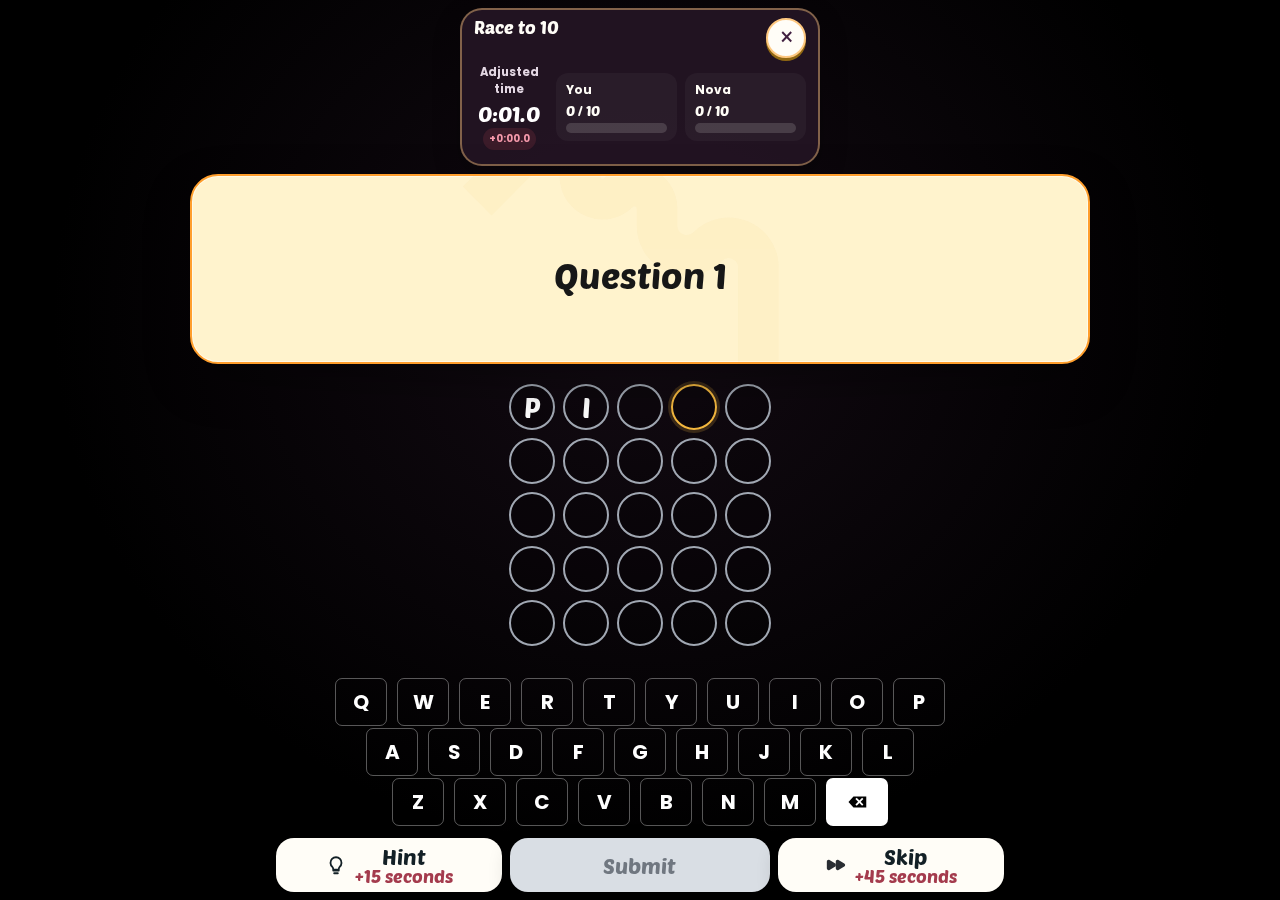 Race to 10
×
Adjusted
time
0:01.0
+0:00.0
You
0 / 10
Nova
0 / 10
Question 1
P I
Q W E R T Y U I O P
A S D F G H J K L
Z X C V B N M
Hint
+15 seconds
Submit
Skip
+45 seconds